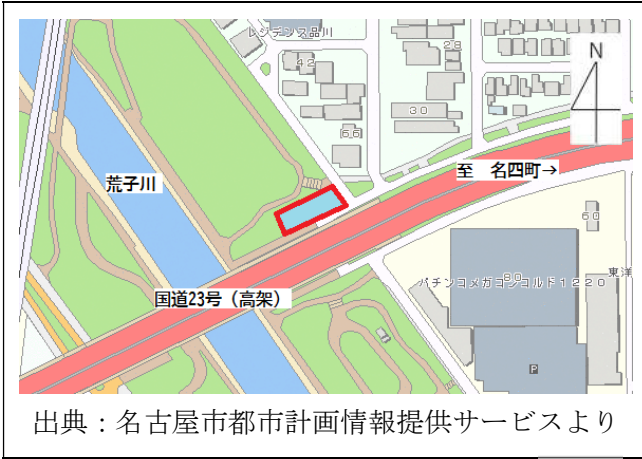 レジデンス品川
42
28
N
30
66
至 名四町→
荒子川
60
東洋
80
パチンコメガコンコルド1220
国道23号（高架）
P
出典：名古屋市都市計画情報提供サービスより